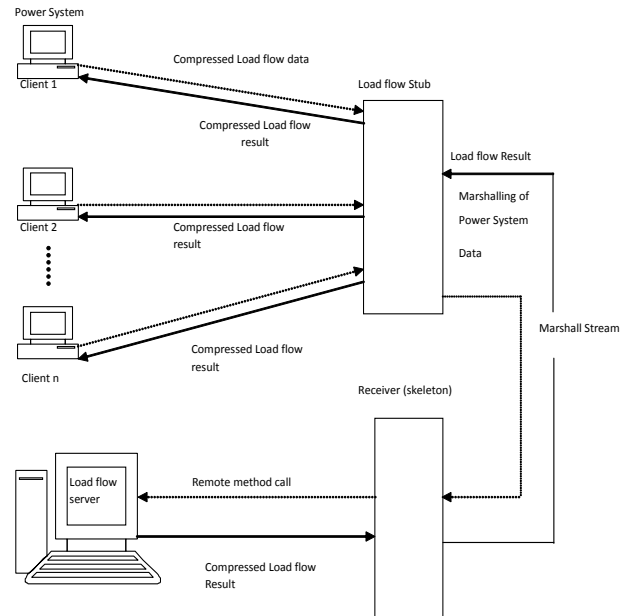 Power System
Client 1
Compressed Load flow data
Load flow Stub
Compressed Load flow
result
Load flow Result
Marshalling of
Power System
Data
Client 2
Compressed Load flow
result
Marshall Stream
Client n
Compressed Load flow
result
Receiver (skeleton)
Load flow
server
Remote method call
Compressed Load flow
Result